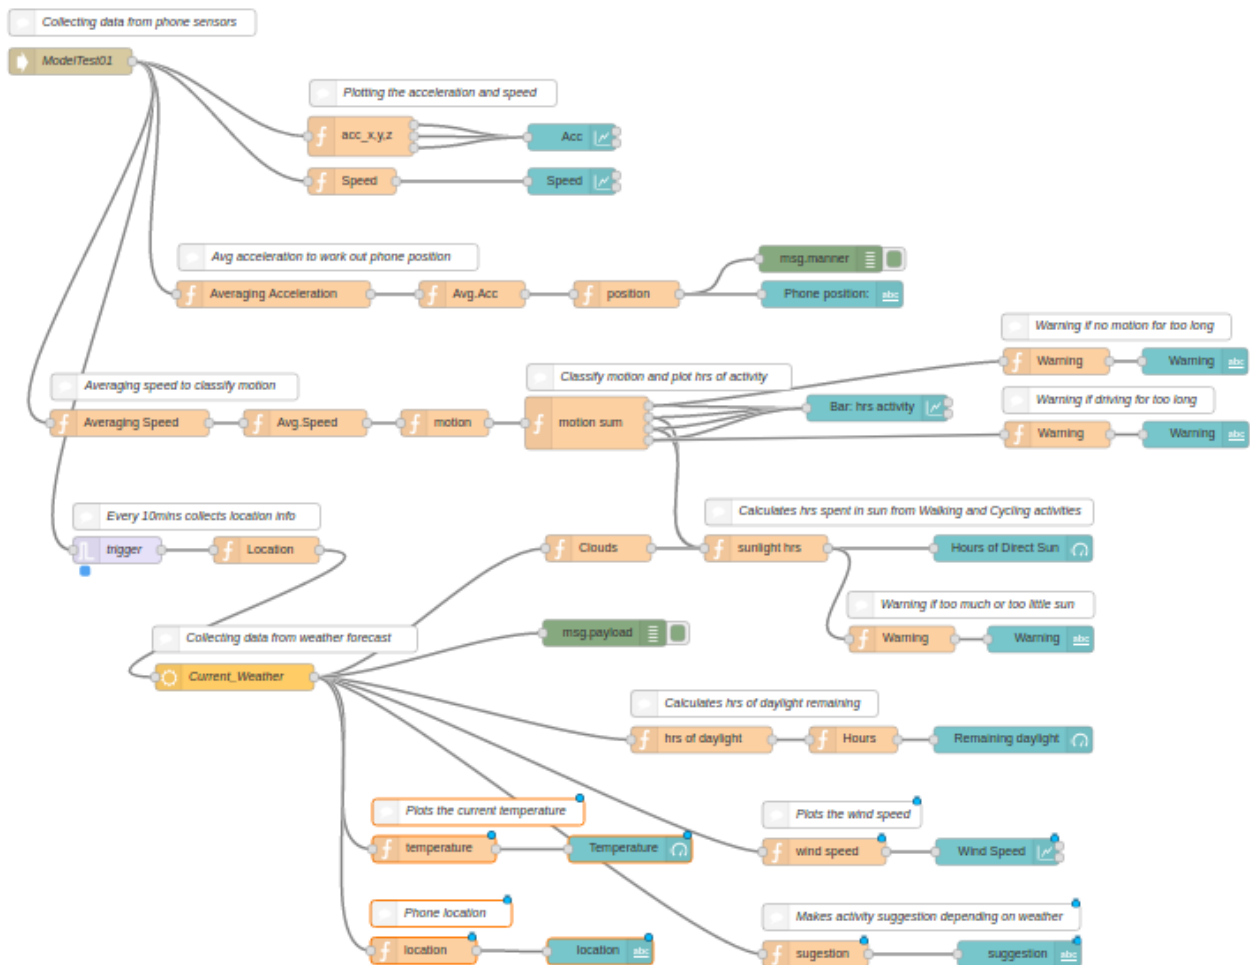 Collecting data from phone sensors
ModelTest01
Plotting the acceleration and speed
acc_x,y,z
Acc
Speed
Speed
Avg acceleration to work out phone position
msg.manner
Averaging Acceleration
Avg.Acc
position
Phone position:
abc
Warning if no motion for too long
Warning
Warning
abc
Averaging speed to classify motion
Classify motion and plot hrs of activity
Warning if driving for too long
Averaging Speed
Avg.Speed
motion
motion sum
Bar: hrs activity
Warning
Warning
abc
Every 10mins collects location info
Calculates hrs spent in sun from Walking and Cycling activities
trigger
Location
Clouds
sunlight hrs
Hours of Direct Sun
Warning if too much or too little sun
Collecting data from weather forecast
msg.payload
Warning
Warning
abc
Current_Weather
Calculates hrs of daylight remaining
hrs of daylight
Hours
Remaining daylight
Plots the current temperature
Plots the wind speed
temperature
Temperature
wind speed
Wind Speed
Phone location
Makes activity suggestion depending on weather
location
location
abc
sugestion
suggestion
abc